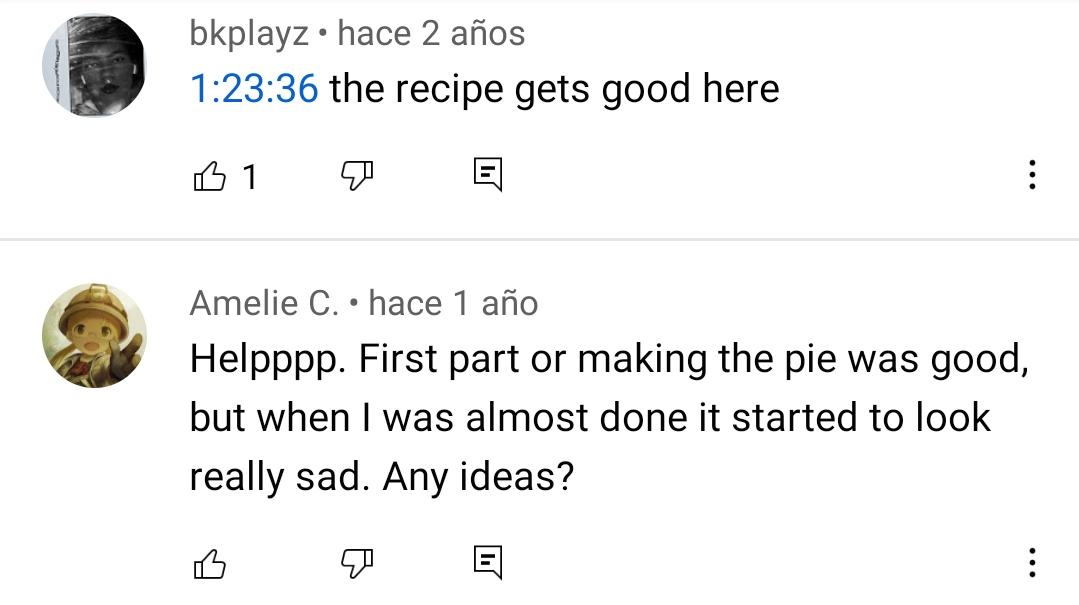 bkplayz • hace 2 años
1:23:36 the recipe gets good here
1
Amelie C. • hace 1 año
Helpppp. First part or making the pie was good,
but when I was almost done it started to look
really sad. Any ideas?